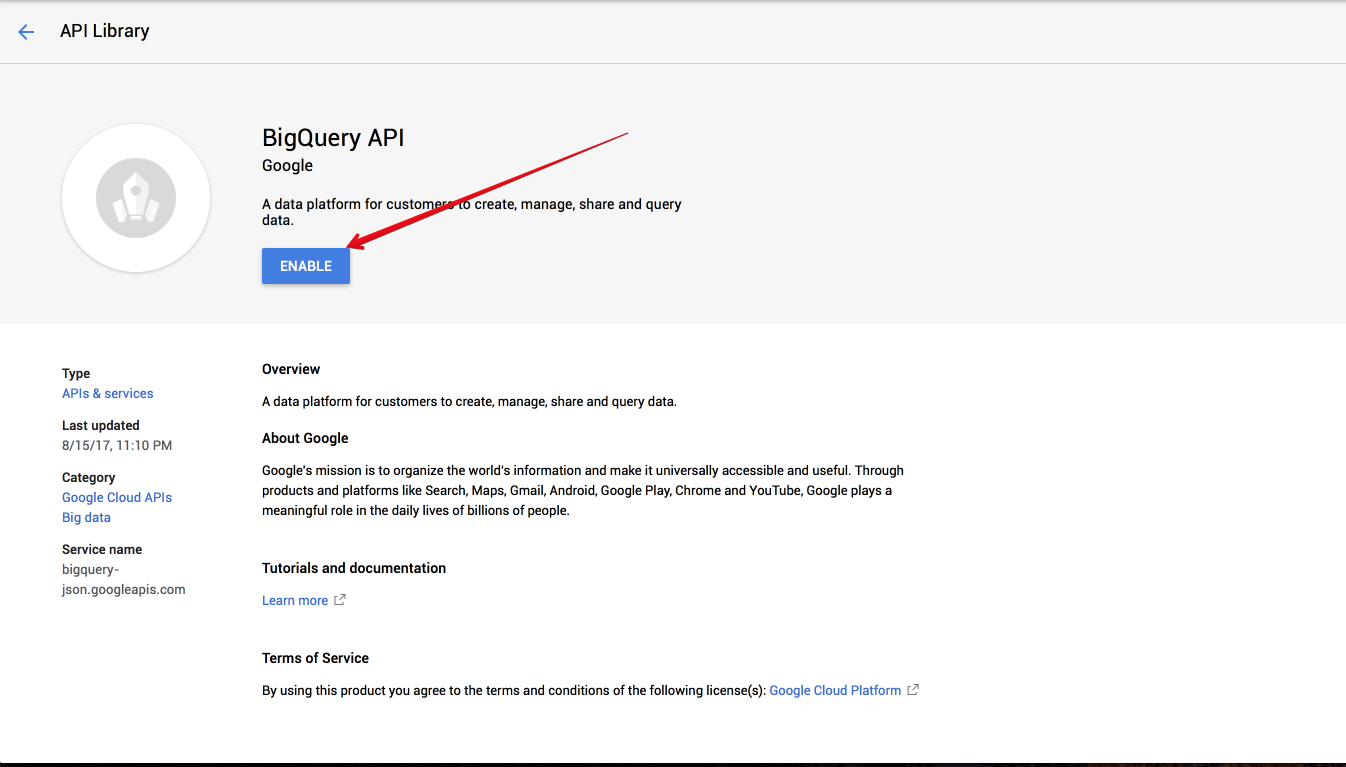 API Library
BigQuery API
Google
A data platform for customers to create, manage, share and query
data.
ENABLE
Type
APIs & services
Last updated
8/15/17, 11:10 PM
Category
Google Cloud APIs
Big data
Service name
bigquery-
json.googleapis.com
Overview
A data platform for customers to create, manage, share and query data.
About Google
Google's mission is to organize the world's information and make it universally accessible and useful. Through
products and platforms like Search, Maps, Gmail, Android, Google Play, Chrome and YouTube, Google plays a
meaningful role in the daily lives of billions of people.
Tutorials and documentation
Learn more
Terms of Service
By using this product you agree to the terms and conditions of the following license(s): Google Cloud Platform